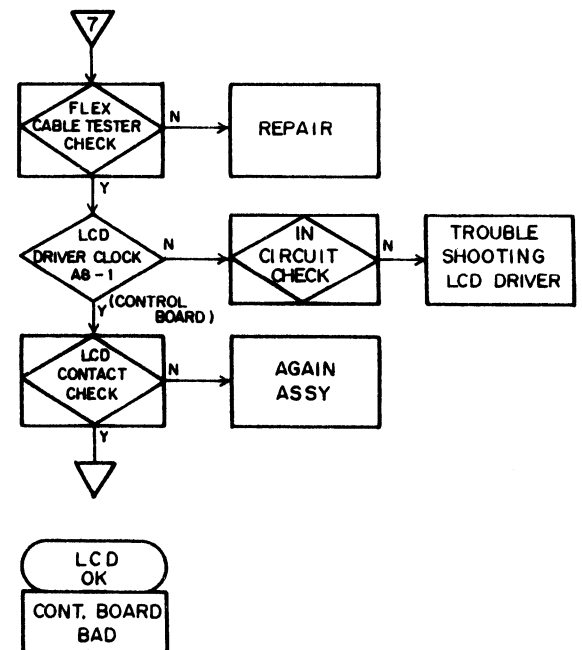 7
FLEX
CABLE TESTER
CHECK
N
REPAIR
Y
LCD
DRIVER CLOCK
A8-1
N
IN
CIRCUIT
CHECK
N
TROUBLE
SHOOTING
LCD DRIVER
Y (CONTROL
BOARD)
LCD
CONTACT
CHECK
N
AGAIN
ASSY
Y
LCD
OK
CONT. BOARD
BAD